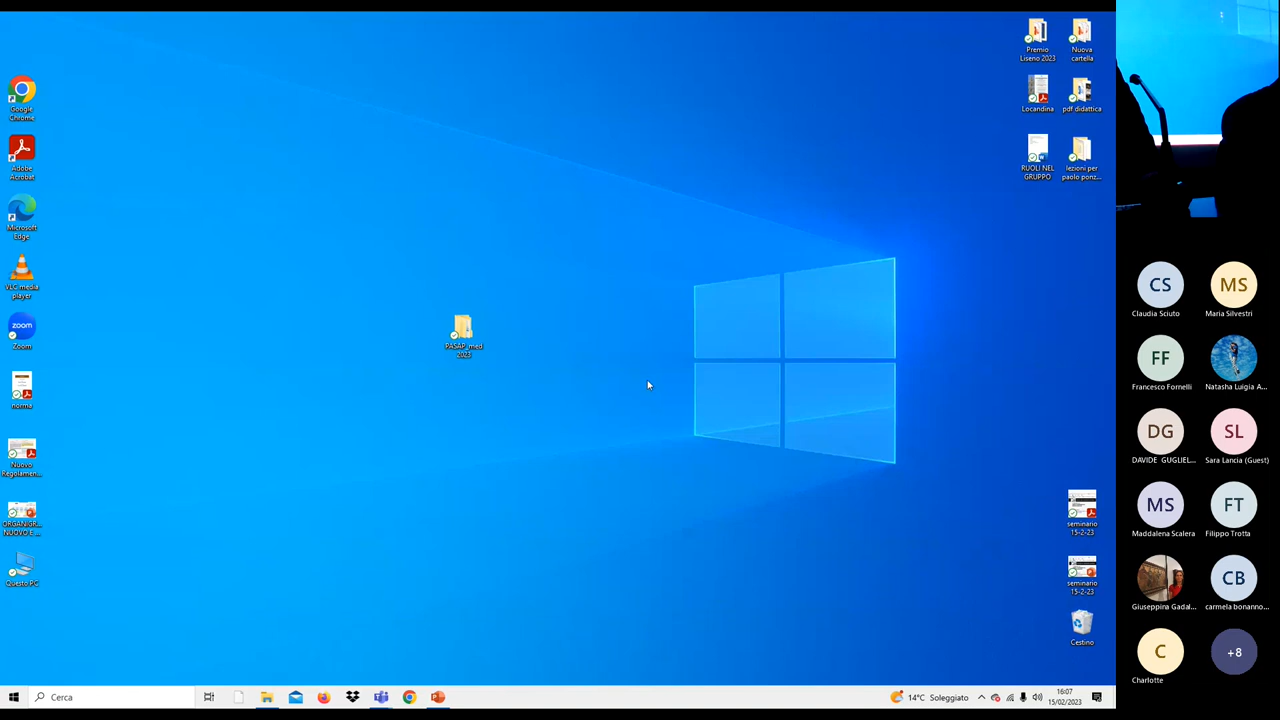 Google
Chrome
Adobe
Acrobat
Microsoft
Edge
VLC media
player
zoom
Zoom
norma
Nuovo
Regolamen...
ORGANIGR...
NUOVO E ...
Questo PC
PASAP_med
2023
Premio
Liseno 2023
Nuova
cartella
Locandina
pdf didattica
RUOLI NEL
GRUPPO
lezioni per
paolo ponz...
seminario
15-2-23
seminario
15-2-23
Cestino
Cerca
14°C Soleggiato
16:07
15/02/2023
CS
Claudia Sciuto
MS
Maria Silvestri
FF
Francesco Fornelli
Natasha Luigia A...
DG
DAVIDE GUGLIEL...
SL
Sara Lancia (Guest)
MS
Maddalena Scalera
FT
Filippo Trotta
Giuseppina Gadal...
CB
carmela bonanno...
C
Charlotte
+8